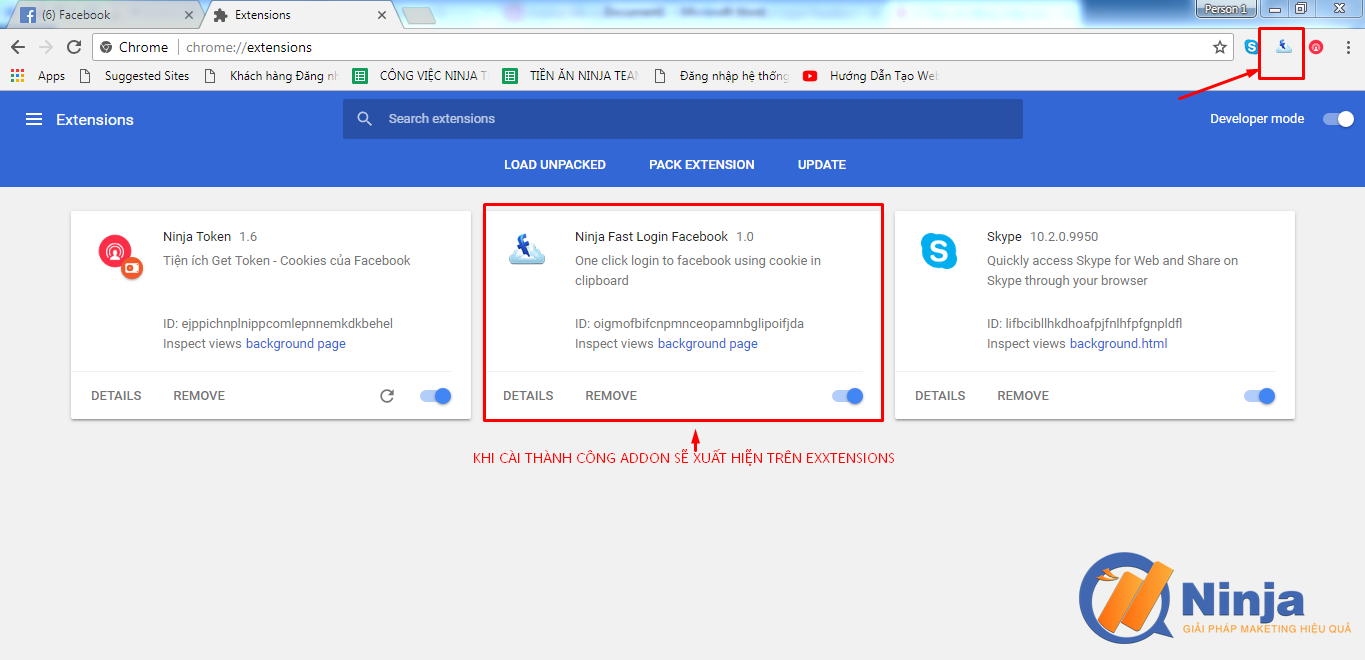 (6) Facebook
Extensions
Person 1
Chrome
chrome://extensions
Apps
Suggested Sites
Khách hàng Đăng nh
CÔNG VIỆC NINJA T
TIỀN ĂN NINJA TEAM
Đăng nhập hệ thống
Hướng Dẫn Tạo Web
Extensions
Search extensions
Developer mode
LOAD UNPACKED
PACK EXTENSION
UPDATE
Ninja Token 1.6
Tiện ích Get Token - Cookies của Facebook
ID: ejppichnplnippcomlepnnemkdkbehel
Inspect views background page
DETAILS
REMOVE
Ninja Fast Login Facebook 1.0
One click login to facebook using cookie in
clipboard
ID: oigmofbifcnpmnceopamnbglipoifjda
Inspect views background page
DETAILS
REMOVE
Skype 10.2.0.9950
Quickly access Skype for Web and Share on
Skype through your browser
ID: lifbcibllhkdhoafpjfnlhfpfgnpldfl
Inspect views background.html
DETAILS
REMOVE
KHI CÀI THÀNH CÔNG ADDON SẼ XUẤT HIỆN TRÊN EXXTENSIONS
Ninja
GIẢI PHÁP MAKETING HIỆU QUẢ